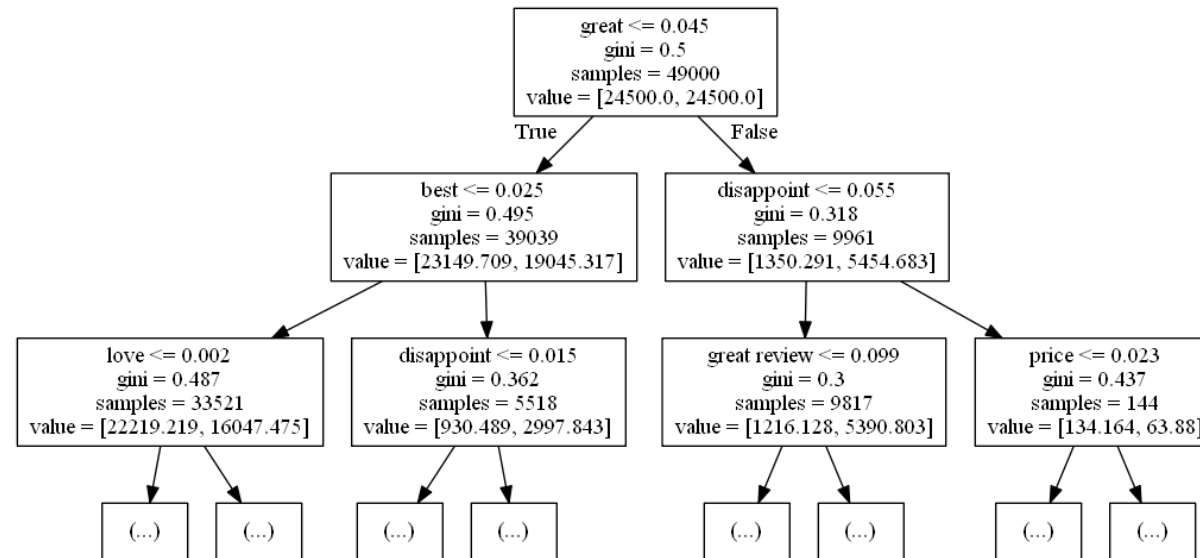 great <= 0.045
gini = 0.5
samples = 49000
value = [24500.0, 24500.0]
True
False
best <= 0.025
gini = 0.495
samples = 39039
value = [23149.709, 19045.317]
disappoint <= 0.055
gini = 0.318
samples = 9961
value = [1350.291, 5454.683]
love <= 0.002
gini = 0.487
samples = 33521
value = [22219.219, 16047.475]
disappoint <= 0.015
gini = 0.362
samples = 5518
value = [930.489, 2997.843]
great review <= 0.099
gini = 0.3
samples = 9817
value = [1216.128, 5390.803]
price <= 0.023
gini = 0.437
samples = 144
value = [134.164, 63.88]
(...)
(...)
(...)
(...)
(...)
(...)
(...)
(...)